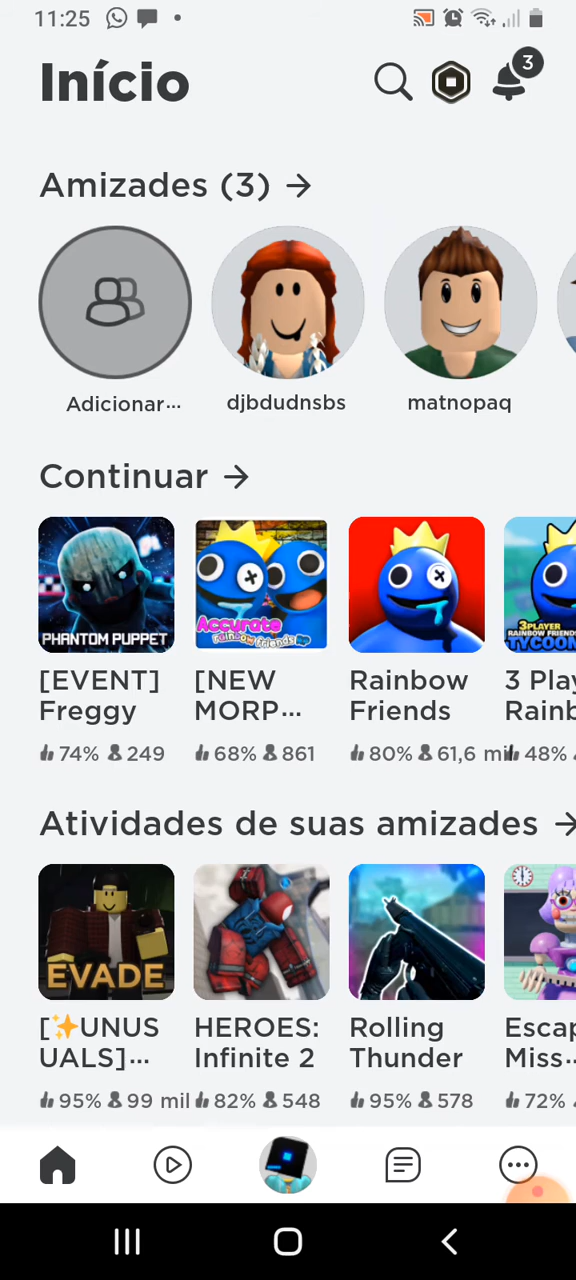 11:25
Início
3
Amizades (3) →
Adicionar···
djbdudnsbs
matnopaq
Continuar →
PHANTOM PUPPET
Accurate
rainbow friends rp
3PLAYER
RAINBOW FRIENDS
TYCOON
[EVENT]
Freggy
[NEW
MORP···
Rainbow
Friends
3 Play
Rainb
74% 249
68% 861
80% 61,6 mil
48%
Atividades de suas amizades →
EVADE
[✨UNUS
UALS]···
HEROES:
Infinite 2
Rolling
Thunder
Escap
Miss··
95% 99 mil
82% 548
95% 578
72%